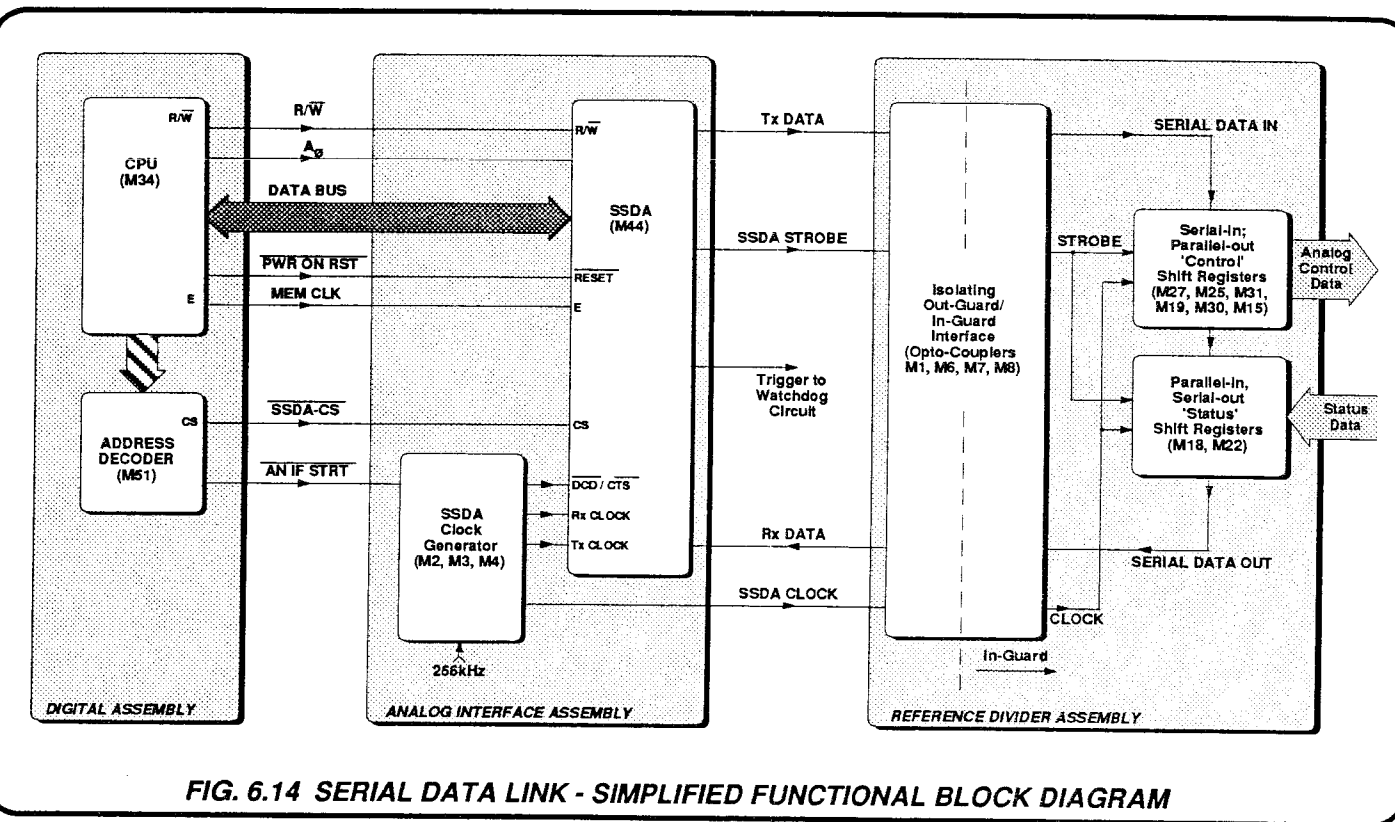 R/W̅
CPU
(M34)
E
CS
ADDRESS
DECODER
(M51)
DIGITAL ASSEMBLY
R/W̅
AØ
DATA BUS
PWR ON RST
MEM CLK
SSDA-CS
AN IF STRT
R/W̅
SSDA
(M44)
RESET
E
CS
DCD / CTS
Rx CLOCK
Tx CLOCK
SSDA
Clock
Generator
(M2, M3, M4)
256kHz
ANALOG INTERFACE ASSEMBLY
Tx DATA
SSDA STROBE
Trigger to
Watchdog
Circuit
Rx DATA
SSDA CLOCK
Isolating
Out-Guard/
In-Guard
Interface
(Opto-Couplers
M1, M6, M7, M8)
In-Guard
SERIAL DATA IN
STROBE
Serial-in;
Parallel-out
'Control'
Shift Registers
(M27, M25, M31,
M19, M30, M15)
Analog
Control
Data
Parallel-in,
Serial-out
'Status'
Shift Registers
(M18, M22)
Status
Data
SERIAL DATA OUT
CLOCK
REFERENCE DIVIDER ASSEMBLY
FIG. 6.14 SERIAL DATA LINK - SIMPLIFIED FUNCTIONAL BLOCK DIAGRAM